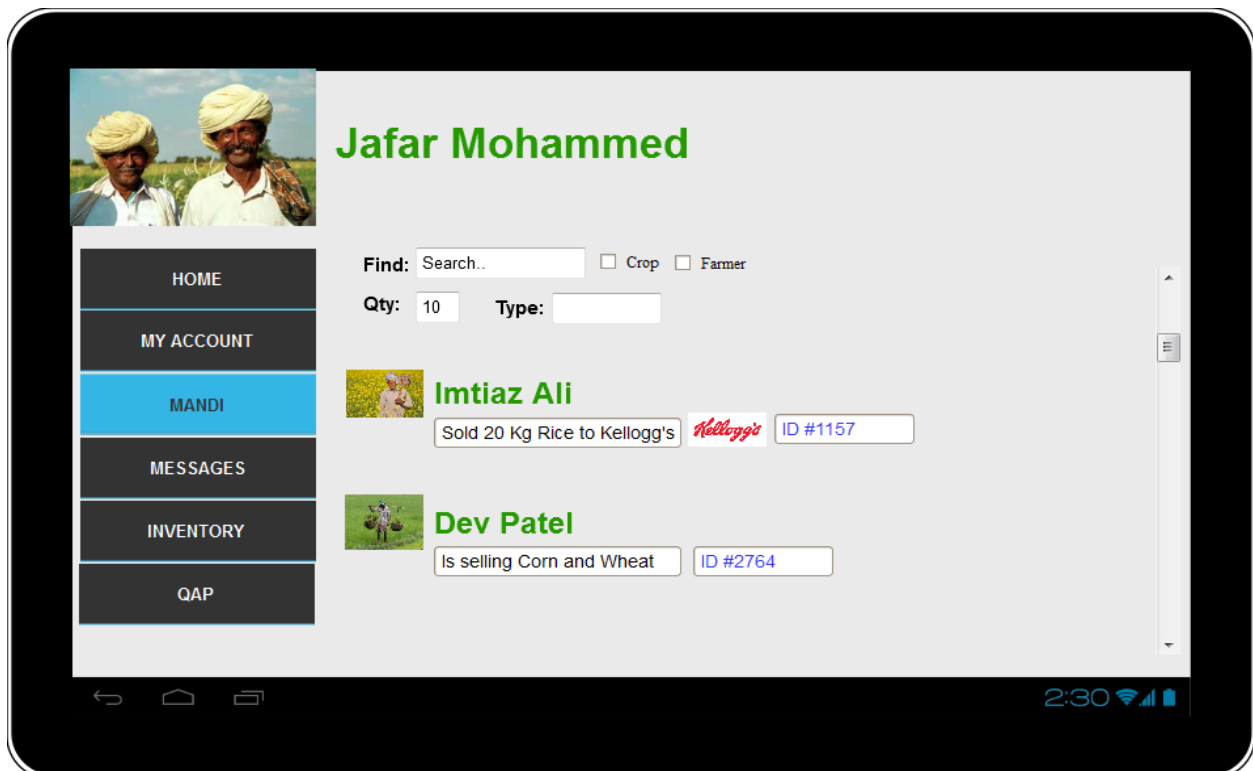 Jafar Mohammed
HOME
MY ACCOUNT
MANDI
MESSAGES
INVENTORY
QAP
Find: Search.. Crop Farmer
Qty: 10 Type:
Imtiaz Ali
Sold 20 Kg Rice to Kellogg's Kellogg's ID #1157
Dev Patel
Is selling Corn and Wheat ID #2764
2:30